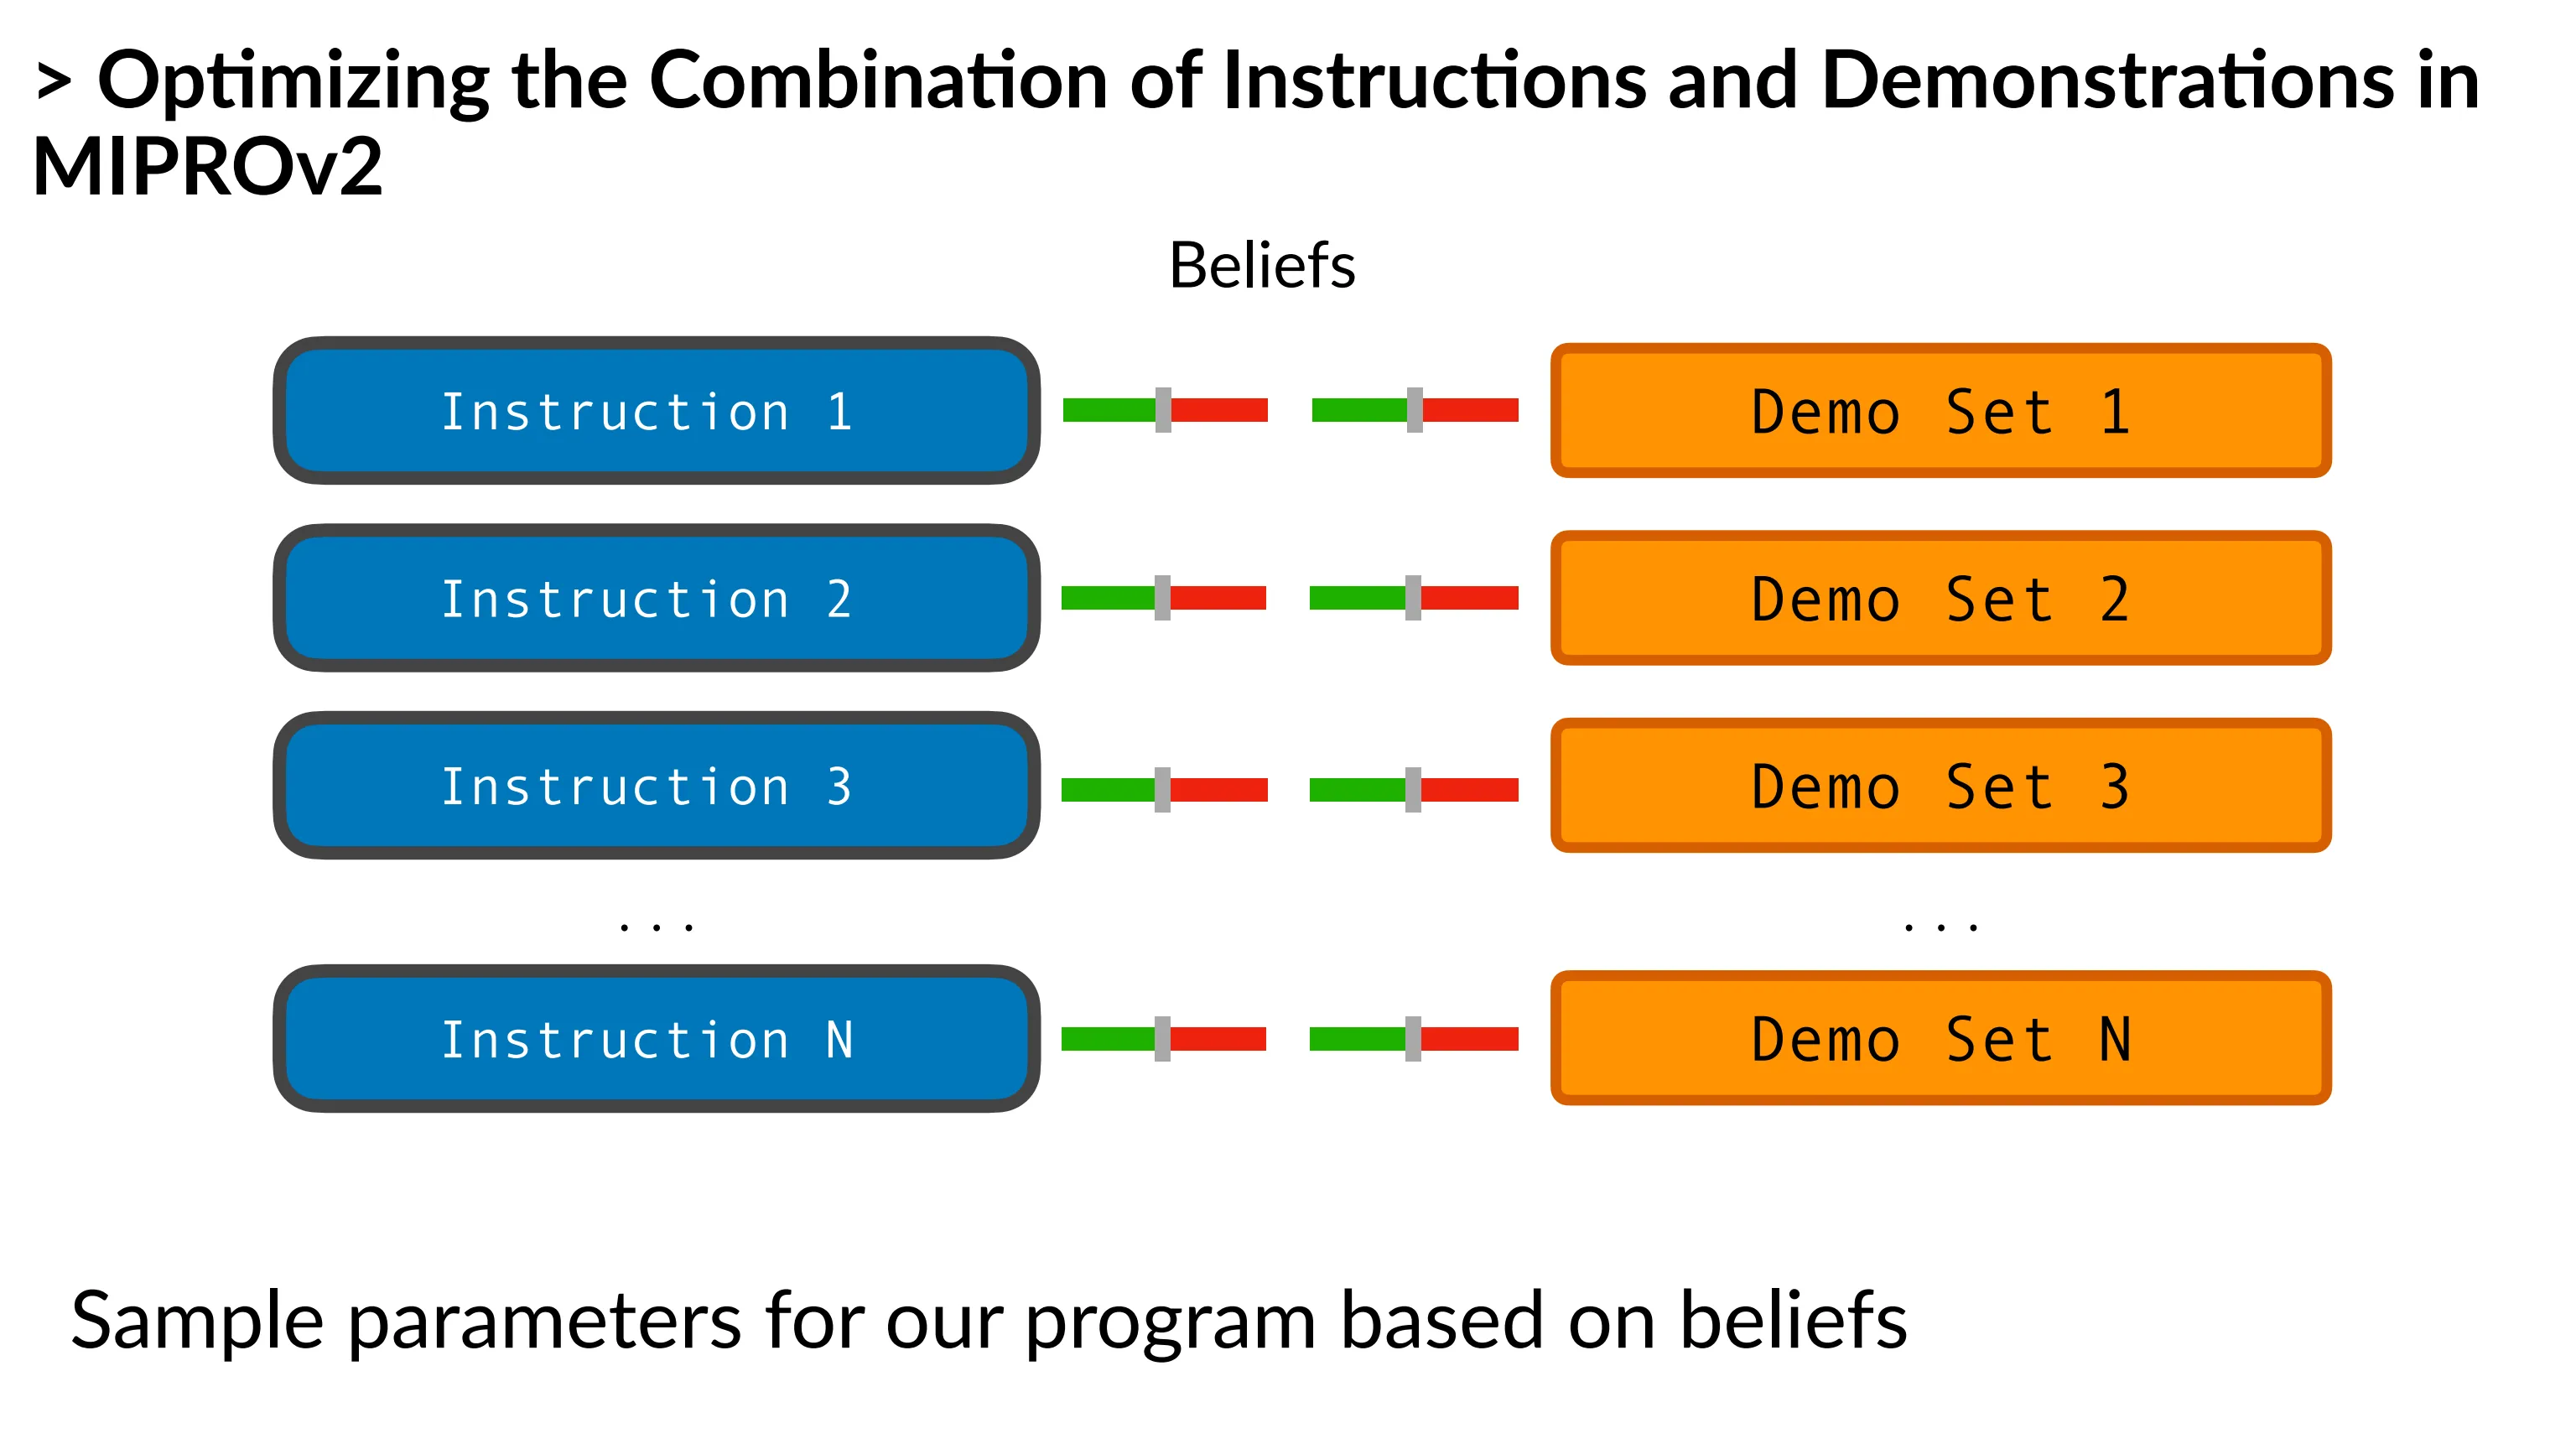 > Optimizing the Combination of Instructions and Demonstrations in
MIPROv2
Beliefs
Instruction 1
Demo Set 1
Instruction 2
Demo Set 2
Instruction 3
Demo Set 3
...
...
Instruction N
Demo Set N
Sample parameters for our program based on beliefs